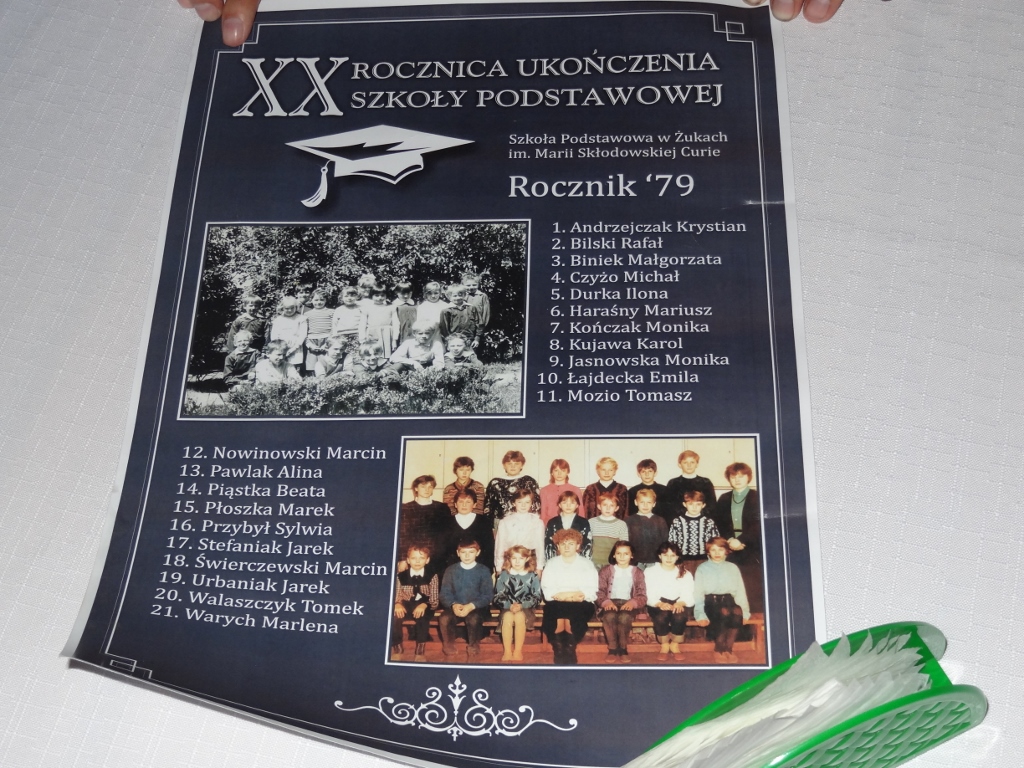 XX ROCZNICA UKOŃCZENIA
SZKOŁY PODSTAWOWEJ
Szkoła Podstawowa w Żukach
im. Marii Skłodowskiej Curie
Rocznik ‘79
1. Andrzejczak Krystian
2. Bilski Rafał
3. Biniek Małgorzata
4. Czyżo Michał
5. Durka Ilona
6. Haraśny Mariusz
7. Kończak Monika
8. Kujawa Karol
9. Jasnowska Monika
10. Łajdecka Emila
11. Mozio Tomasz
12. Nowinowski Marcin
13. Pawlak Alina
14. Piąstka Beata
15. Płoszka Marek
16. Przybył Sylwia
17. Stefaniak Jarek
18. Świerczewski Marcin
19. Urbaniak Jarek
20. Walaszczyk Tomek
21. Warych Marlena